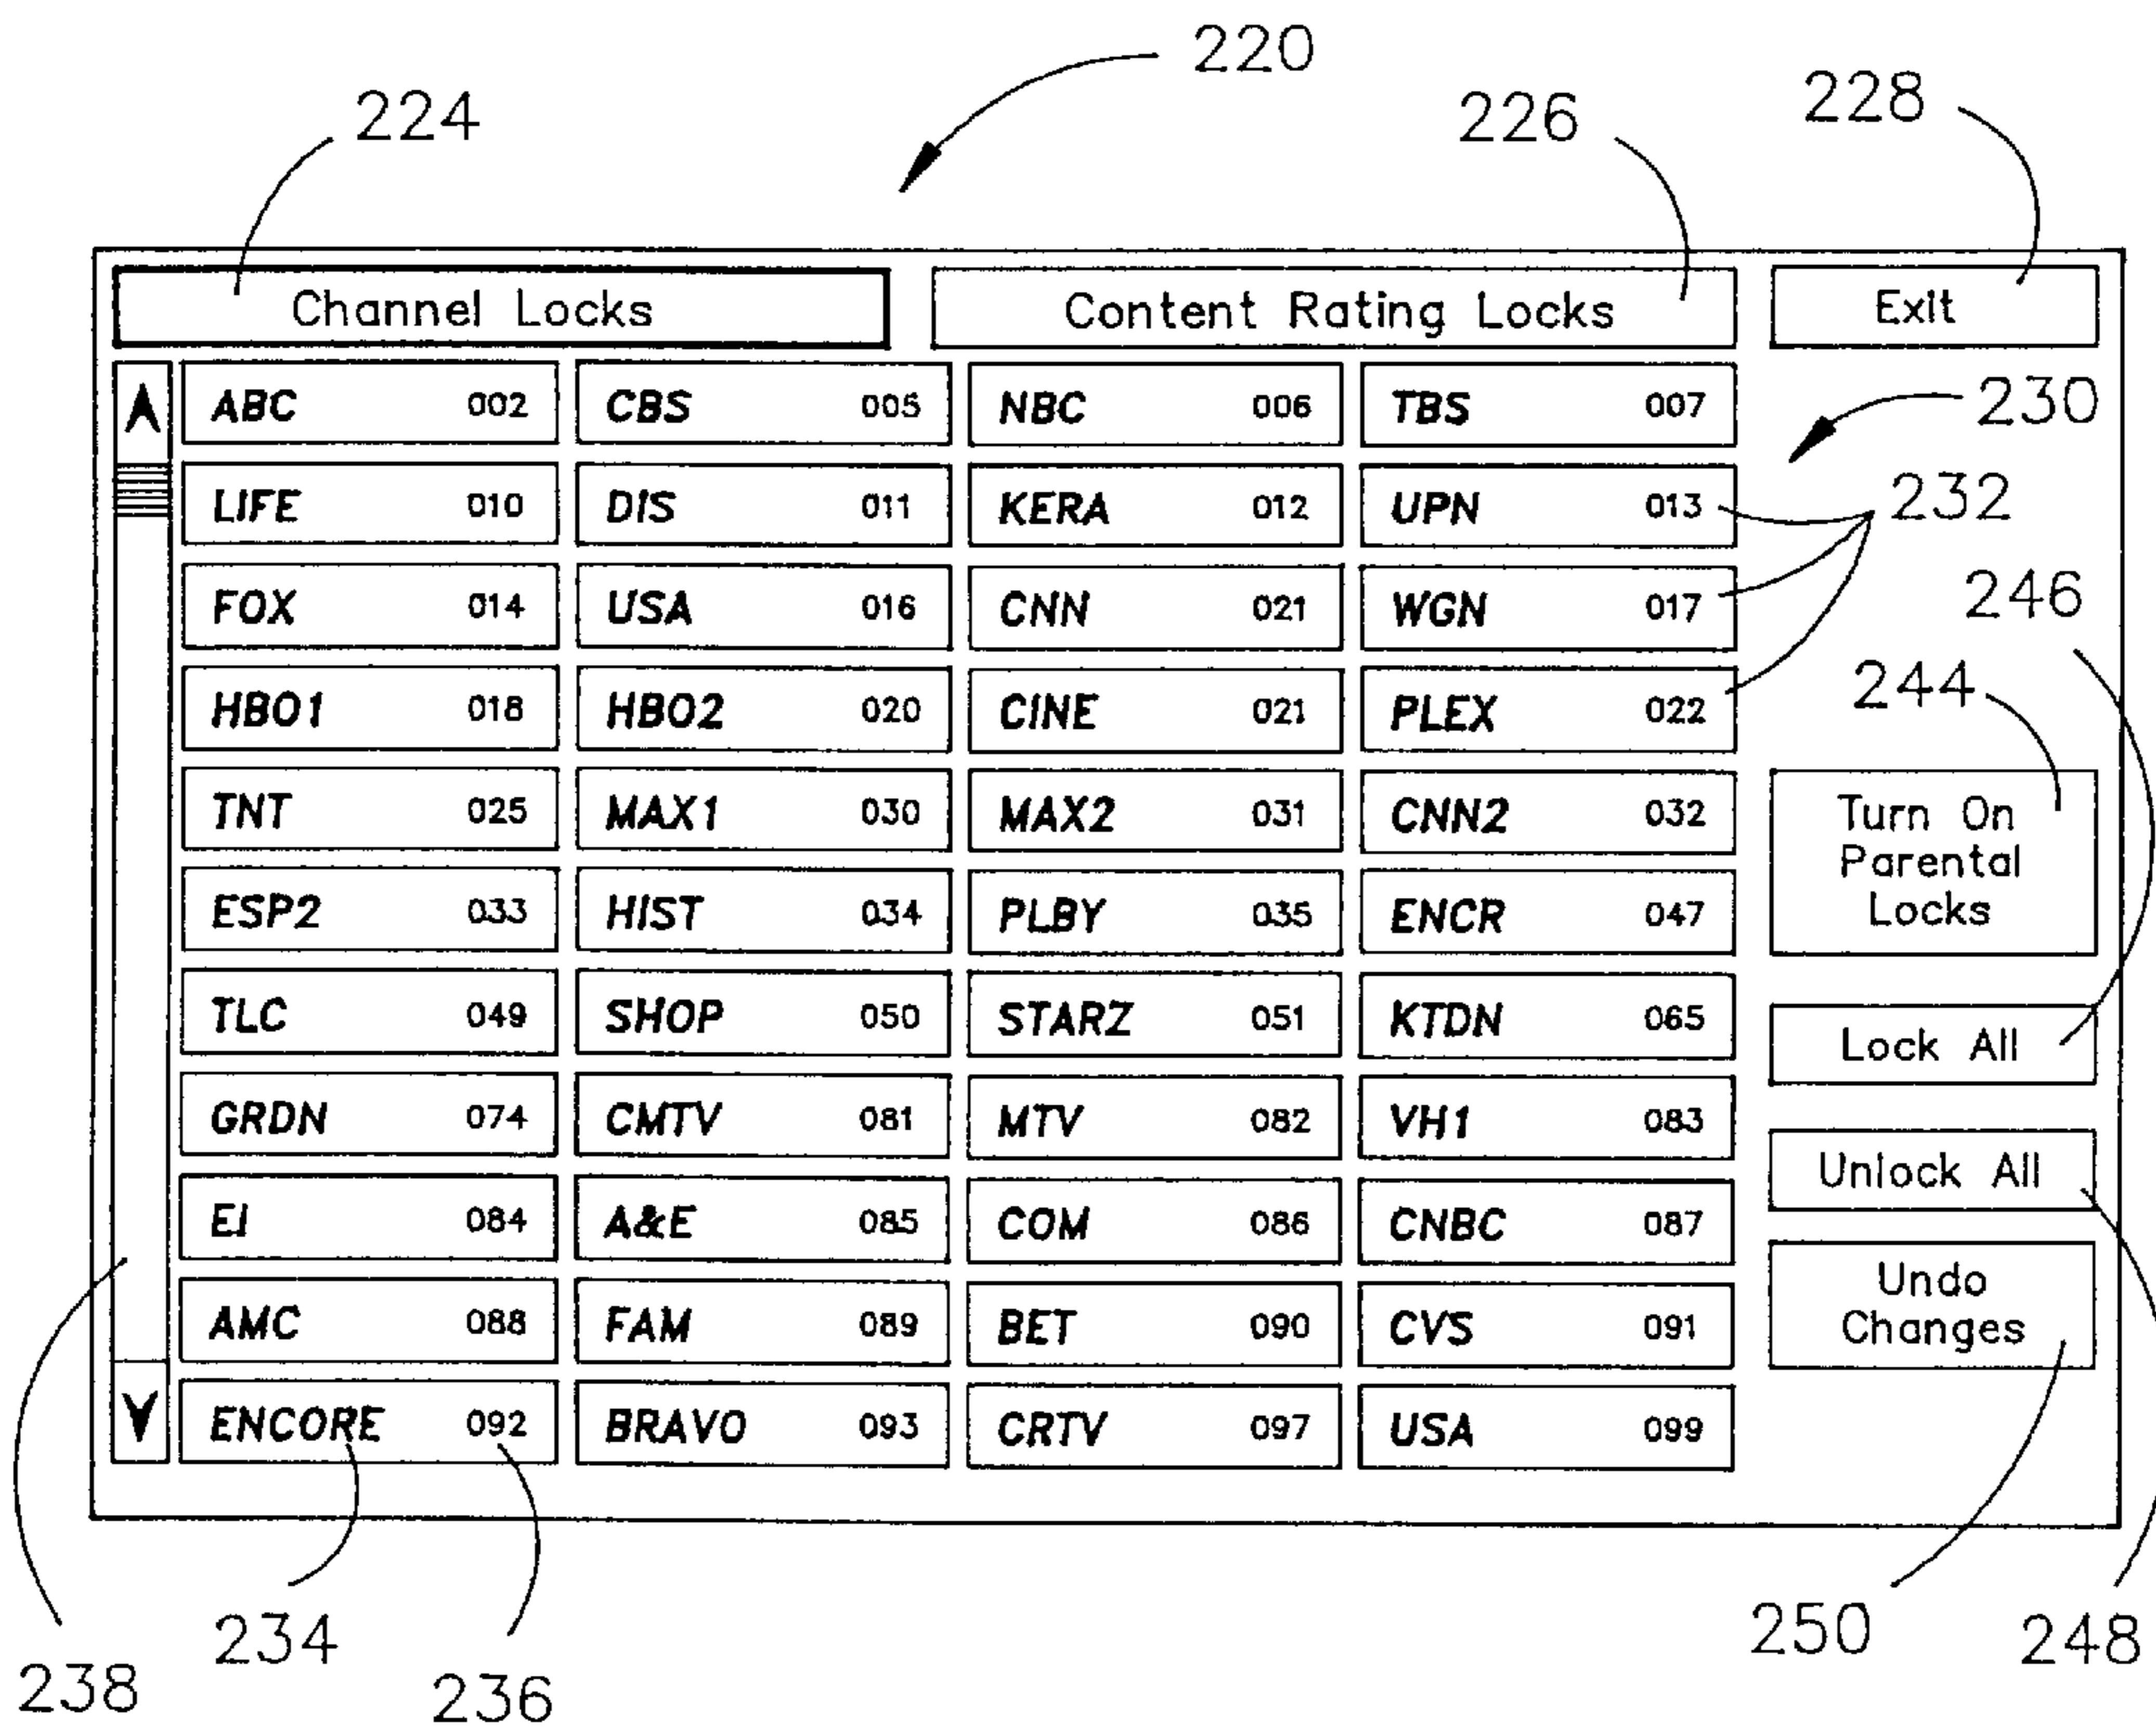 220
224
226
228
Channel Locks
Content Rating Locks
Exit
ABC 002 CBS 005 NBC 006 TBS 007
230
LIFE 010 DIS 011 KERA 012 UPN 013
232
FOX 014 USA 016 CNN 021 WGN 017
246
HBO1 018 HBO2 020 CINE 021 PLEX 022
244
TNT 025 MAX1 030 MAX2 031 CNN2 032
Turn On
Parental
Locks
ESP2 033 HIST 034 PLBY 035 ENCR 047
TLC 049 SHOP 050 STARZ 051 KTDN 065
Lock All
GRDN 074 CMTV 081 MTV 082 VH1 083
Unlock All
E! 084 A&E 085 COM 086 CNBC 087
AMC 088 FAM 089 BET 090 CVS 091
Undo
Changes
ENCORE 092 BRAVO 093 CRTV 097 USA 099
238
234
236
250
248